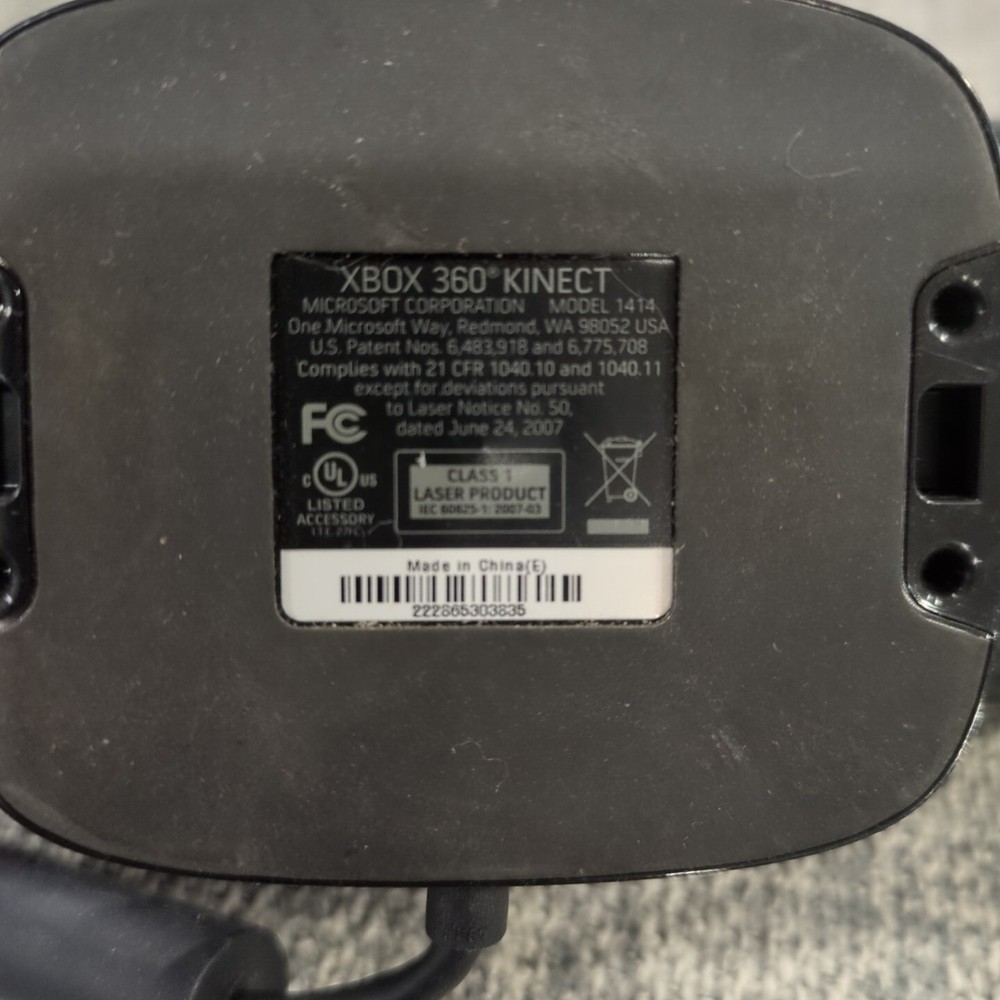 XBOX 360® KINECT
MICROSOFT CORPORATION MODEL 1414
One Microsoft Way, Redmond, WA 98052 USA
U.S. Patent Nos. 6,483,918 and 6,775,708
Complies with 21 CFR 1040.10 and 1040.11
except for deviations pursuant
to Laser Notice No. 50,
dated June 24, 2007
FC
C UL US
LISTED
ACCESSORY
CLASS 1
LASER PRODUCT
IEC 60825-1: 2007-03
Made in China(E)
222865303835